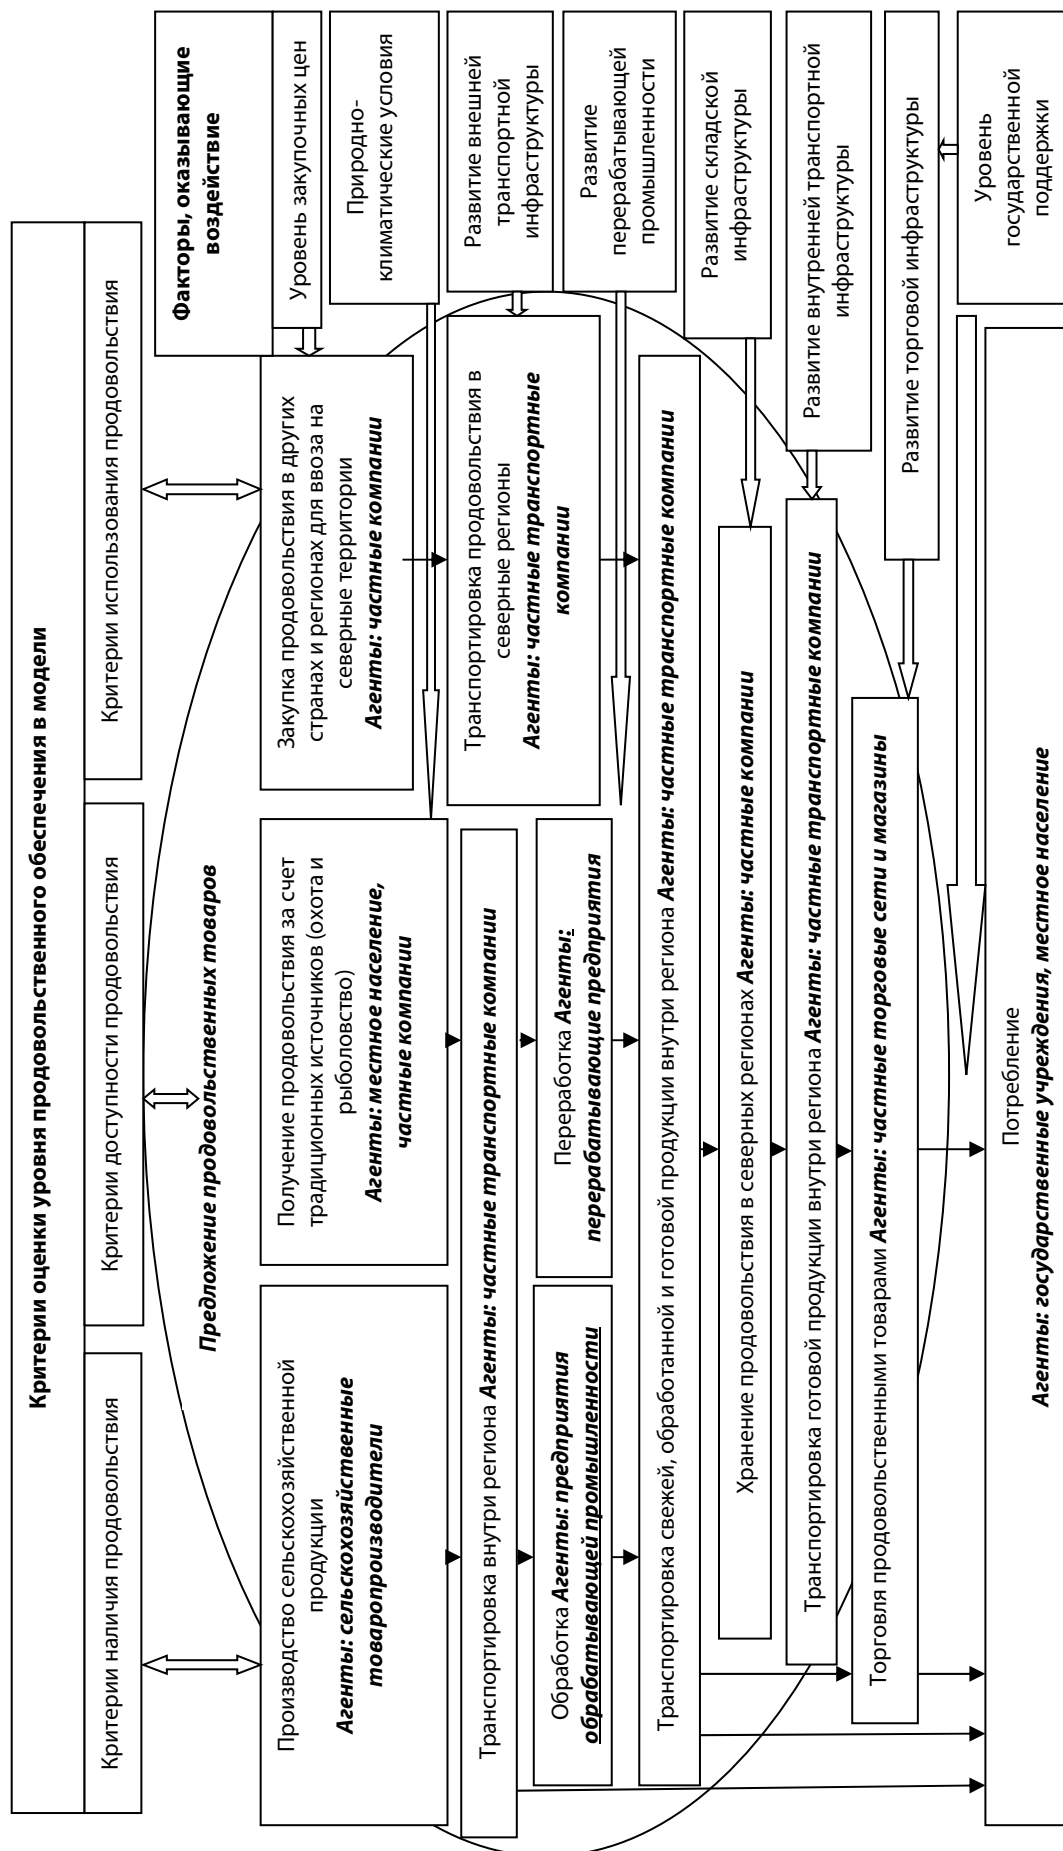 Критерии оценки уровня продовольственного обеспечения в модели
Критерии наличия продовольствия
Критерии доступности продовольствия
Критерии использования продовольствия
Факторы, оказывающие
воздействие
Предложение продовольственных товаров
Производство сельскохозяйственной
продукции
Агенты: сельскохозяйственные
товаропроизводители
Получение продовольствия за счет
традиционных источников (охота и
рыболовство)
Агенты: местное население,
частные компании
Закупка продовольствия в других
странах и регионах для ввоза на
северные территории
Агенты: частные компании
Уровень закупочных цен
Природно-
климатические условия
Транспортировка внутри региона Агенты: частные транспортные компании
Транспортировка продовольствия в
северные регионы
Агенты: частные транспортные
компании
Развитие внешней
транспортной
инфраструктуры
Обработка Агенты: предприятия
обрабатывающей промышленности
Переработка Агенты:
перерабатывающие предприятия
Развитие
перерабатывающей
промышленности
Транспортировка свежей, обработанной и готовой продукции внутри региона Агенты: частные транспортные компании
Развитие складской
инфраструктуры
Хранение продовольствия в северных регионах Агенты: частные компании
Развитие внутренней транспортной
инфраструктуры
Транспортировка готовой продукции внутри региона Агенты: частные транспортные компании
Развитие торговой инфраструктуры
Торговля продовольственными товарами Агенты: частные торговые сети и магазины
Уровень
государственной
поддержки
Потребление
Агенты: государственные учреждения, местное население